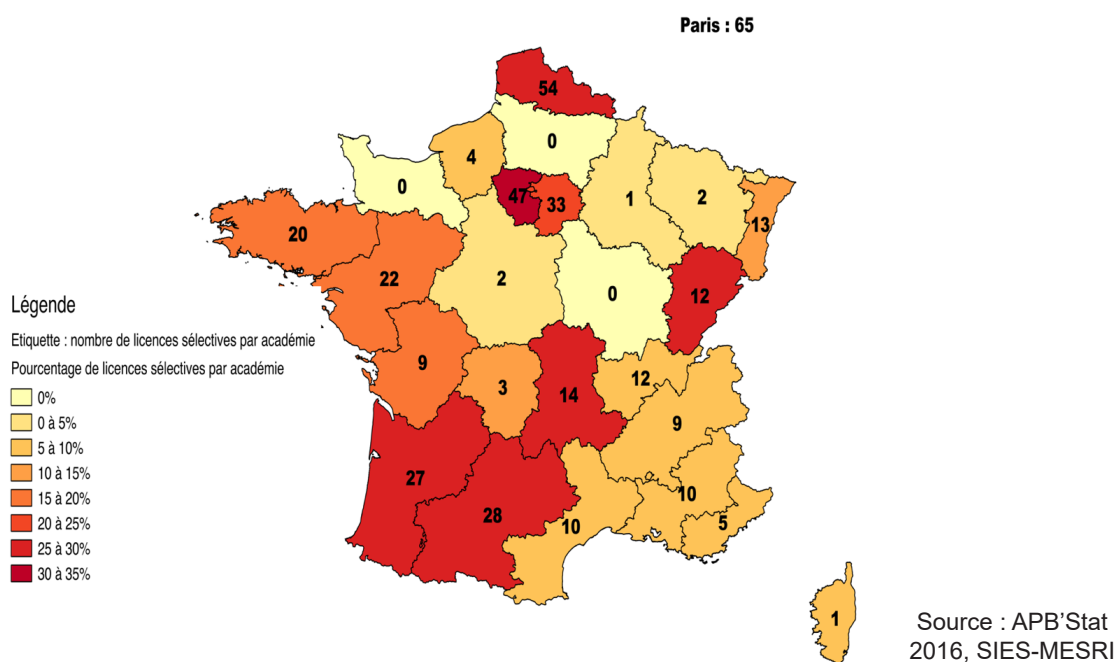 Paris : 65
54
0
4
0
47
33
1
2
13
20
22
2
0
12
9
3
14
12
9
27
28
10
10
5
1
Légende
Etiquette : nombre de licences sélectives par académie
Pourcentage de licences sélectives par académie
0%
0 à 5%
5 à 10%
10 à 15%
15 à 20%
20 à 25%
25 à 30%
30 à 35%
Source : APB'Stat
2016, SIES-MESRI